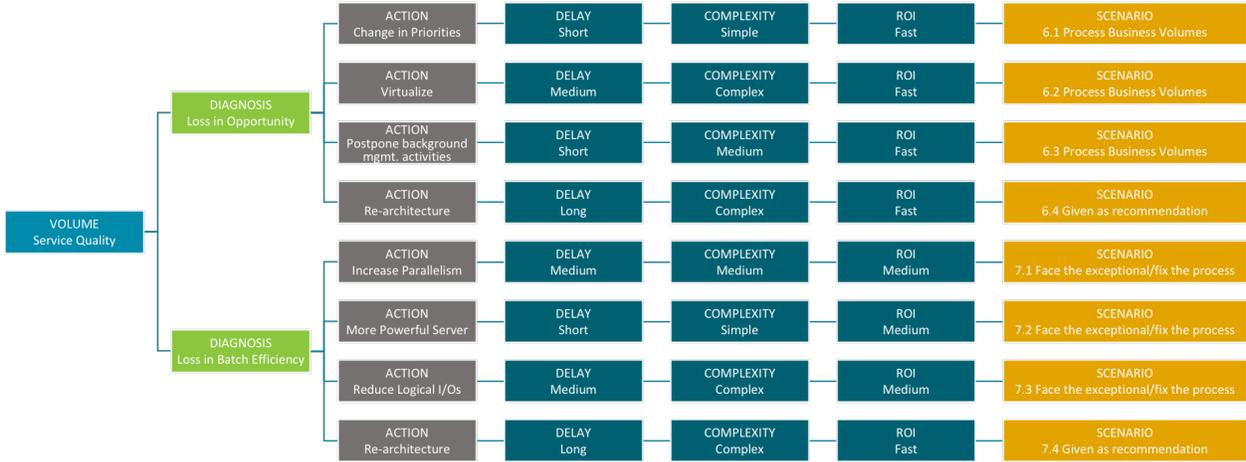 VOLUME
Service Quality
DIAGNOSIS
Loss in Opportunity
ACTION
Change in Priorities
DELAY
Short
COMPLEXITY
Simple
ROI
Fast
SCENARIO
6.1 Process Business Volumes
ACTION
Virtualize
DELAY
Medium
COMPLEXITY
Complex
ROI
Fast
SCENARIO
6.2 Process Business Volumes
ACTION
Postpone background
mgmt. activities
DELAY
Short
COMPLEXITY
Medium
ROI
Fast
SCENARIO
6.3 Process Business Volumes
ACTION
Re-architecture
DELAY
Long
COMPLEXITY
Complex
ROI
Fast
SCENARIO
6.4 Given as recommendation
DIAGNOSIS
Loss in Batch Efficiency
ACTION
Increase Parallelism
DELAY
Medium
COMPLEXITY
Medium
ROI
Medium
SCENARIO
7.1 Face the exceptional/fix the process
ACTION
More Powerful Server
DELAY
Short
COMPLEXITY
Simple
ROI
Medium
SCENARIO
7.2 Face the exceptional/fix the process
ACTION
Reduce Logical I/Os
DELAY
Medium
COMPLEXITY
Complex
ROI
Medium
SCENARIO
7.3 Face the exceptional/fix the process
ACTION
Re-architecture
DELAY
Long
COMPLEXITY
Complex
ROI
Fast
SCENARIO
7.4 Given as recommendation